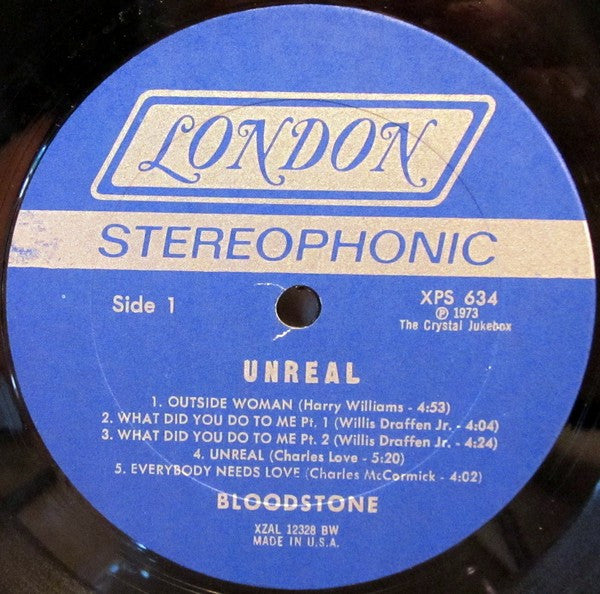 LONDON
STEREOPHONIC
Side 1
XPS 634
℗ 1973
The Crystal Jukebox
UNREAL
1. OUTSIDE WOMAN (Harry Williams - 4:53)
2. WHAT DID YOU DO TO ME Pt. 1 (Willis Draffen Jr. - 4:04)
3. WHAT DID YOU DO TO ME Pt. 2 (Willis Draffen Jr. - 4:24)
4. UNREAL (Charles Love - 5:20)
5. EVERYBODY NEEDS LOVE (Charles McCormick - 4:02)
BLOODSTONE
XZAL 12328 BW
MADE IN U.S.A.